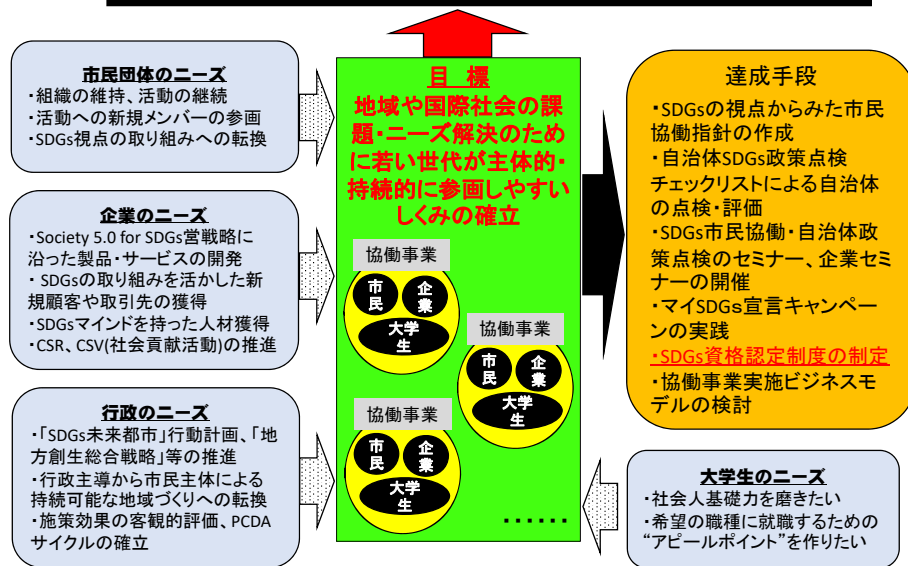 市民団体のニーズ
・組織の維持、活動の継続
・活動への新規メンバーの参画
・SDGs視点の取り組みへの転換
企業のニーズ
・Society 5.0 for SDGs営戦略に
沿った製品・サービスの開発
・SDGsの取り組みを活かした新
規顧客や取引先の獲得
・SDGsマインドを持った人材獲得
・CSR、CSV(社会貢献活動)の推進
行政のニーズ
・「SDGs未来都市」行動計画、「地
方創生総合戦略」等の推進
・行政主導から市民主体による
持続可能な地域づくりへの転換
・施策効果の客観的評価、PCDA
サイクルの確立
目 標
地域や国際社会の課
題・ニーズ解決のため
に若い世代が主体的・
持続的に参画しやすい
しくみの確立
協働事業
市民
企業
大学生
協働事業
市民
企業
大学生
協働事業
市民
企業
大学生
……
達成手段
・SDGsの視点からみた市民
協働指針の作成
・自治体SDGs政策点検
チェックリストによる自治体
の点検・評価
・SDGs市民協働・自治体政
策点検のセミナー、企業セミ
ナーの開催
・マイSDGs宣言キャンペー
ンの実践
・SDGs資格認定制度の制定
・協働事業実施ビジネスモ
デルの検討
大学生のニーズ
・社会人基礎力を磨きたい
・希望の職種に就職するための
“アピールポイント”を作りたい